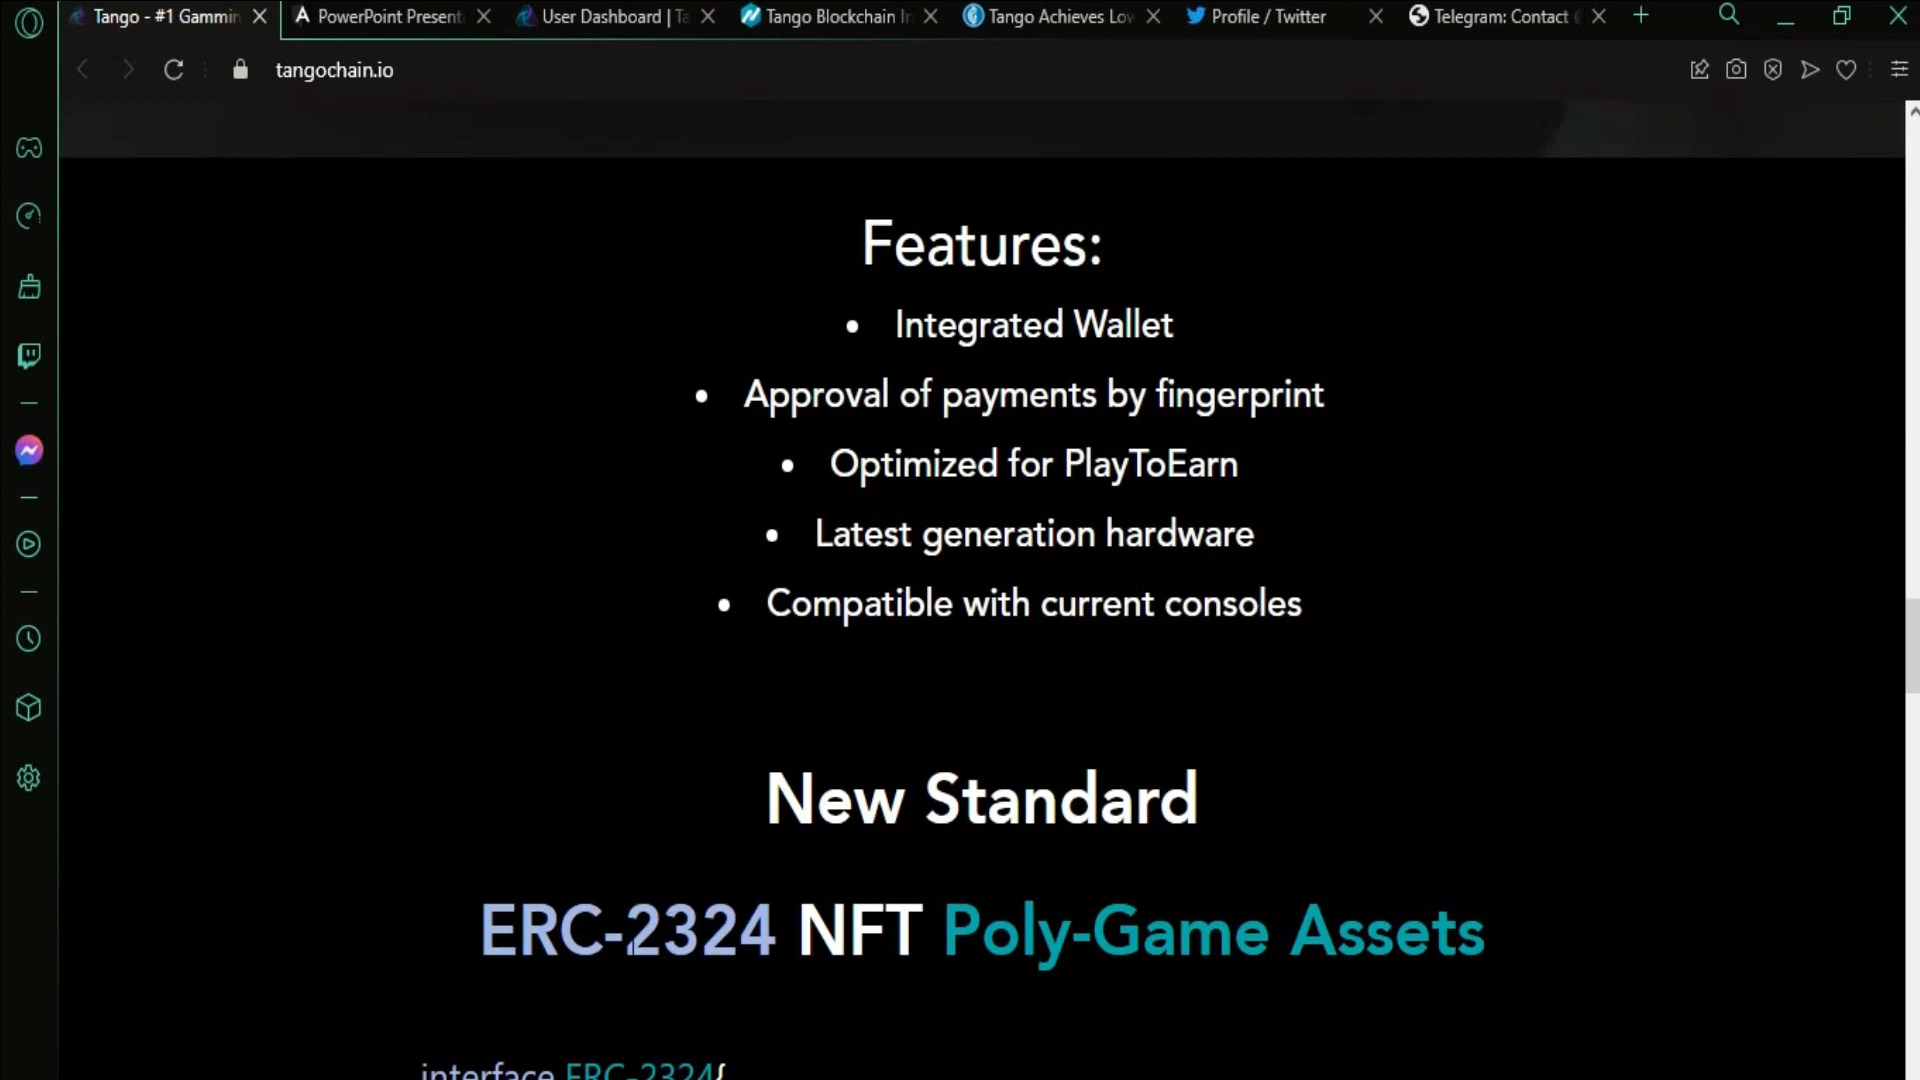 Tango - #1 Gammin
PowerPoint Present
User Dashboard | Ta
Tango Blockchain In
Tango Achieves Lov
Profile / Twitter
Telegram: Contact
tangochain.io
Features:
• Integrated Wallet
• Approval of payments by fingerprint
• Optimized for PlayToEarn
• Latest generation hardware
• Compatible with current consoles
New Standard
ERC-2324 NFT Poly-Game Assets
interface ERC-2324{